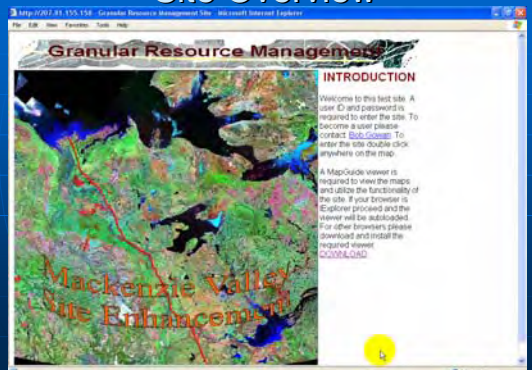 Site Overview
http://207.81.155.158 - Granular Resource Management Site - Microsoft Internet Explorer
File Edit View Favorites Tools Help
Granular Resource Management
INTRODUCTION
Welcome to this test site. A
user ID and password is
required to enter the site. To
become a user please
contact Bob Gowan. To
enter the site double click
anywhere on the map.
A MapGuide viewer is
required to view the maps
and utilize the functionality of
the site. If your browser is
iExplorer proceed and the
viewer will be autoloaded.
For other browsers please
download and install the
required viewer.
DOWNLOAD
Mackenzie Valley
Site Enhancement